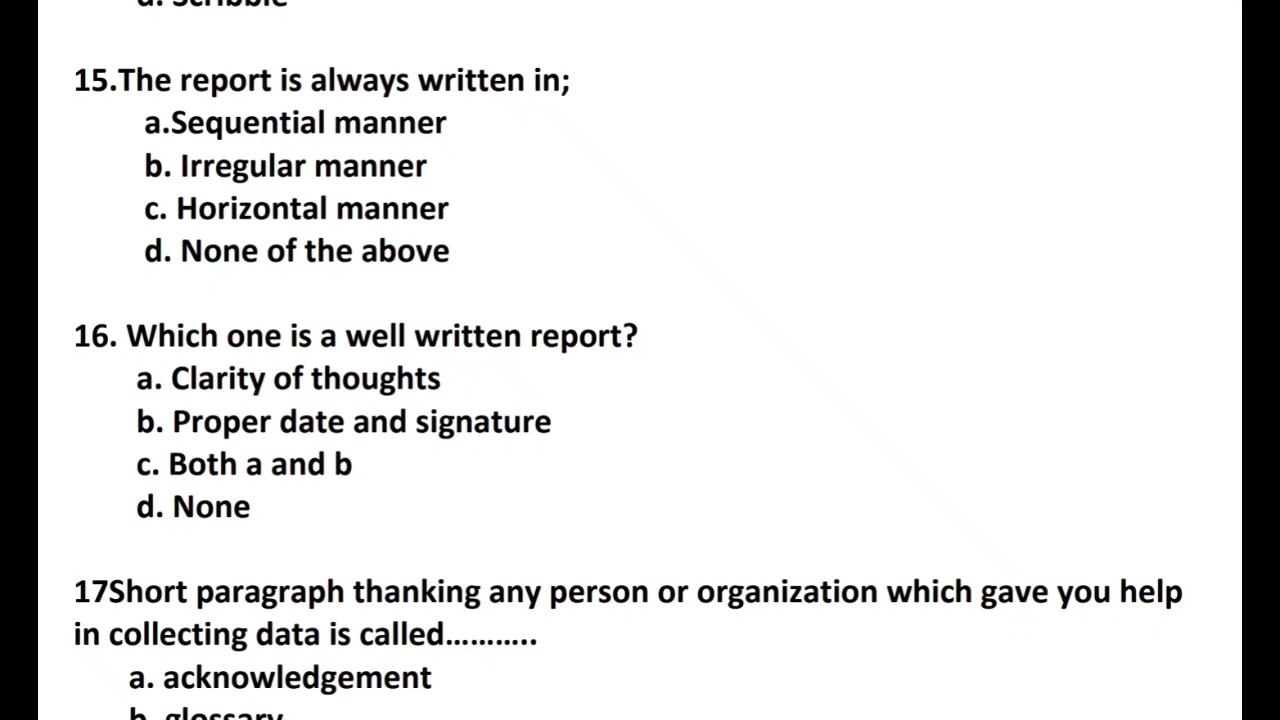 d. Scribble
15.The report is always written in;
a.Sequential manner
b. Irregular manner
c. Horizontal manner
d. None of the above
16. Which one is a well written report?
a. Clarity of thoughts
b. Proper date and signature
c. Both a and b
d. None
17Short paragraph thanking any person or organization which gave you help
in collecting data is called………..
a. acknowledgement
b. glossary